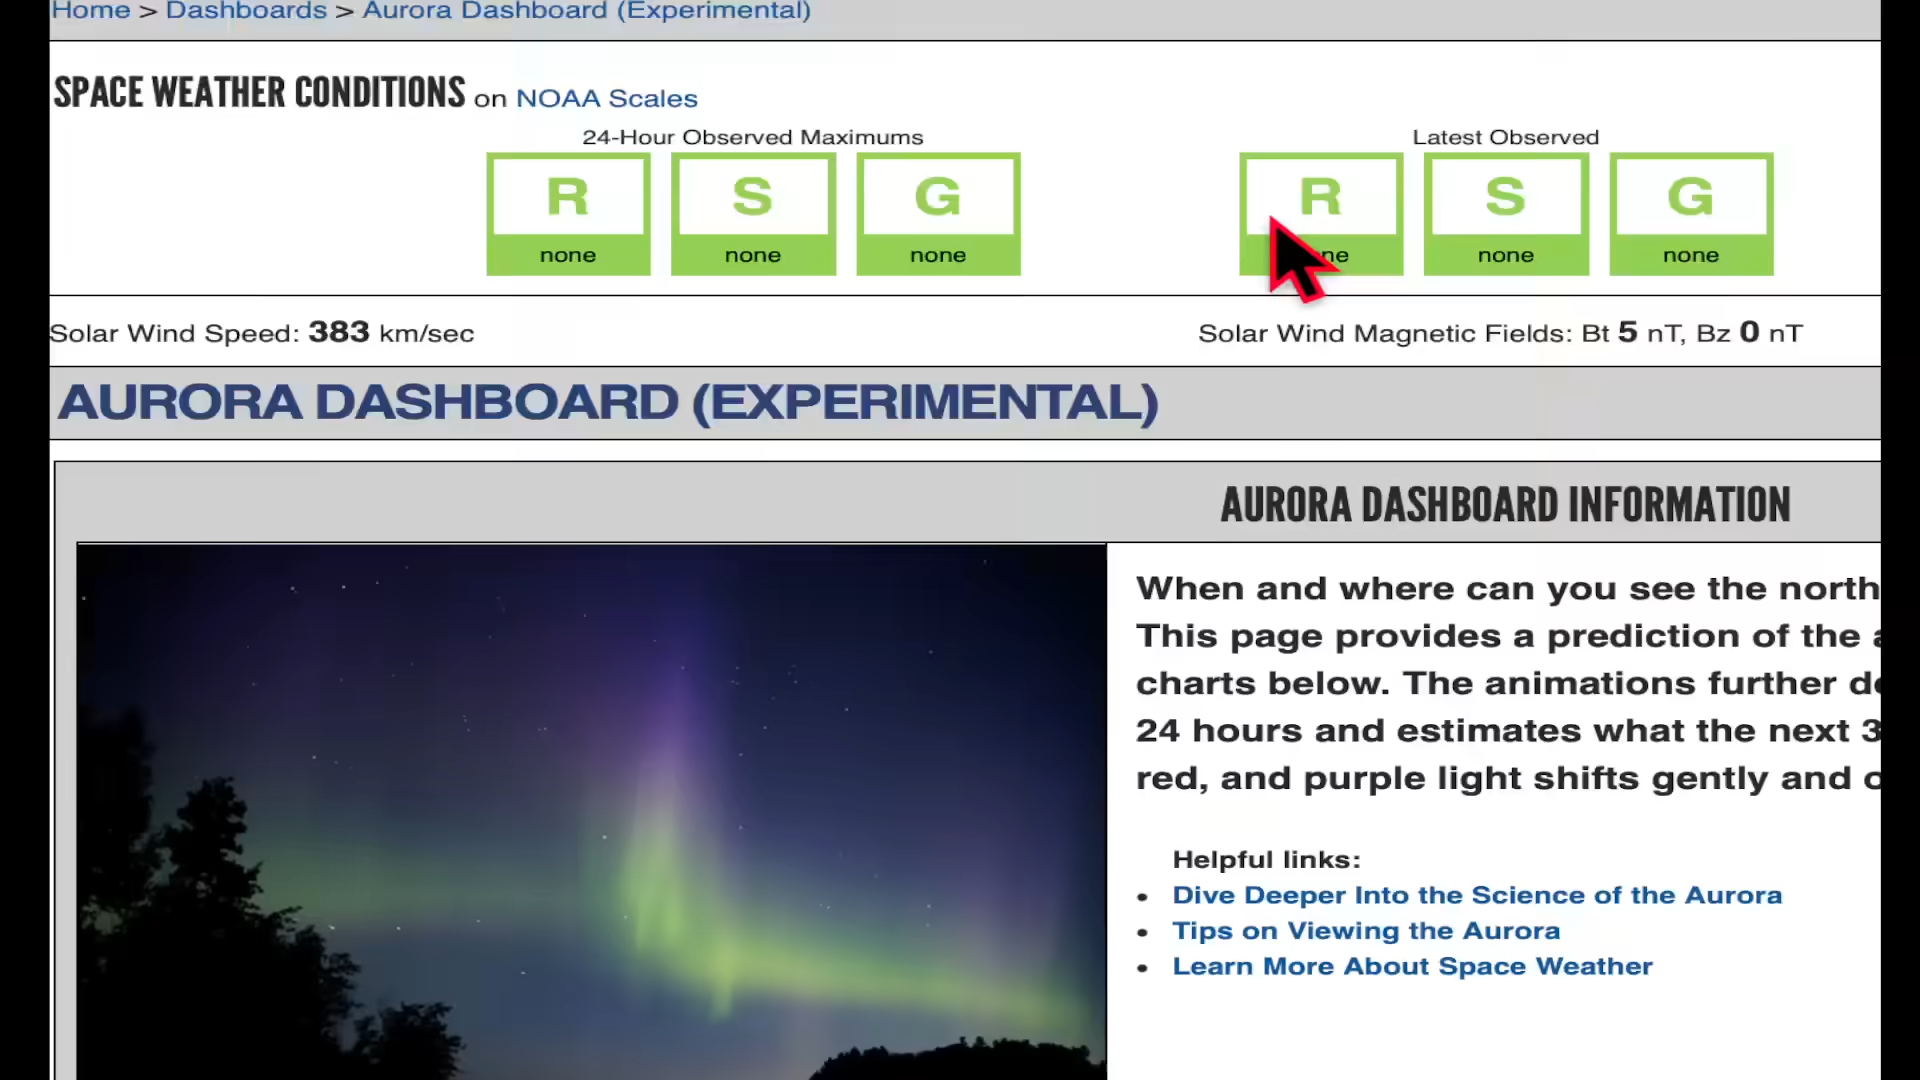 Home > Dashboards > Aurora Dashboard (Experimental)
SPACE WEATHER CONDITIONS on NOAA Scales
24-Hour Observed Maximums
R S G
none none none
Latest Observed
R S G
none none
Solar Wind Speed: 383 km/sec
Solar Wind Magnetic Fields: Bt 5 nT, Bz 0 nT
AURORA DASHBOARD (EXPERIMENTAL)
AURORA DASHBOARD INFORMATION
When and where can you see the north
This page provides a prediction of the
charts below. The animations further
24 hours and estimates what the next 3
red, and purple light shifts gently and
Helpful links:
• Dive Deeper Into the Science of the Aurora
• Tips on Viewing the Aurora
• Learn More About Space Weather